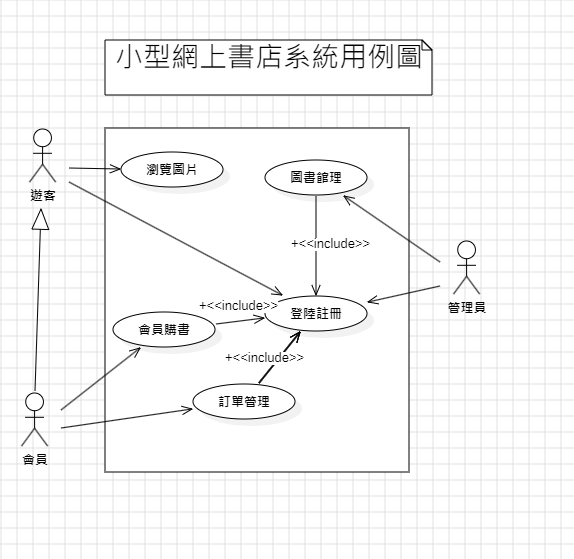 小型網上書店系統用例圖
遊客
瀏覽圖片
圖書館理
+<<include>>
管理員
+<<include>>
登陸註冊
會員購書
+<<include>>
訂單管理
會員